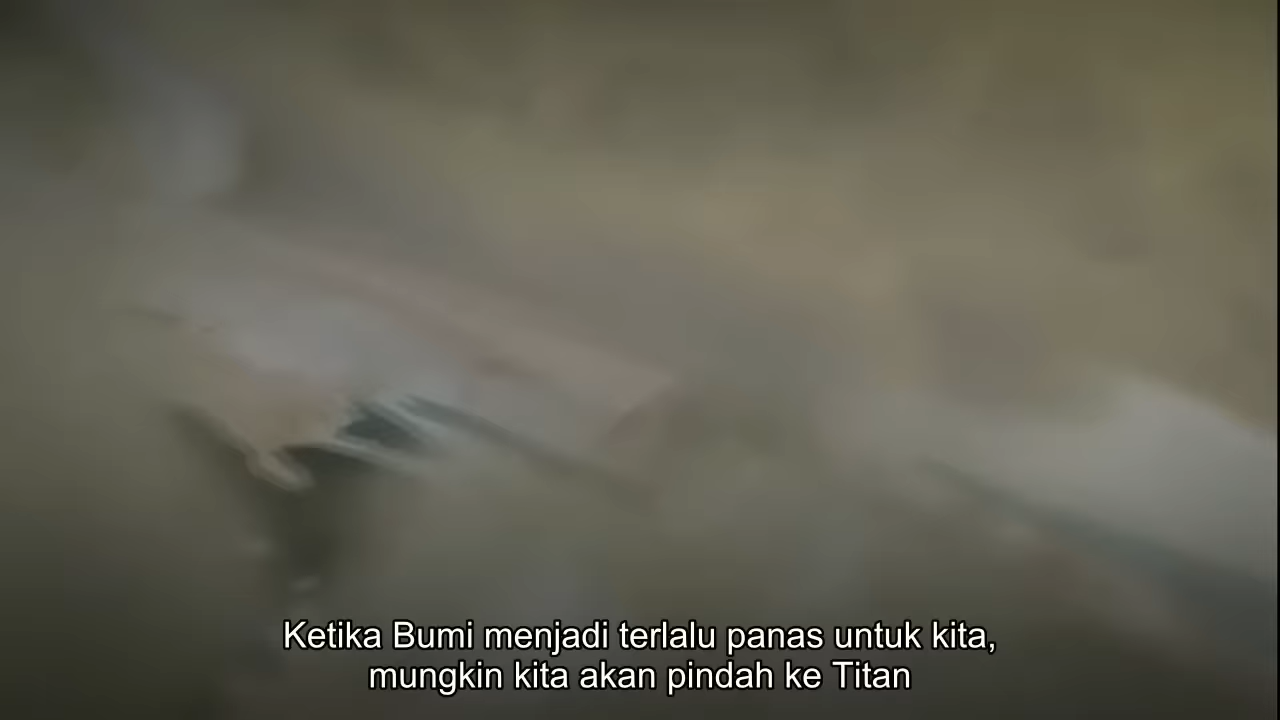 Ketika Bumi menjadi terlalu panas untuk kita,
mungkin kita akan pindah ke Titan